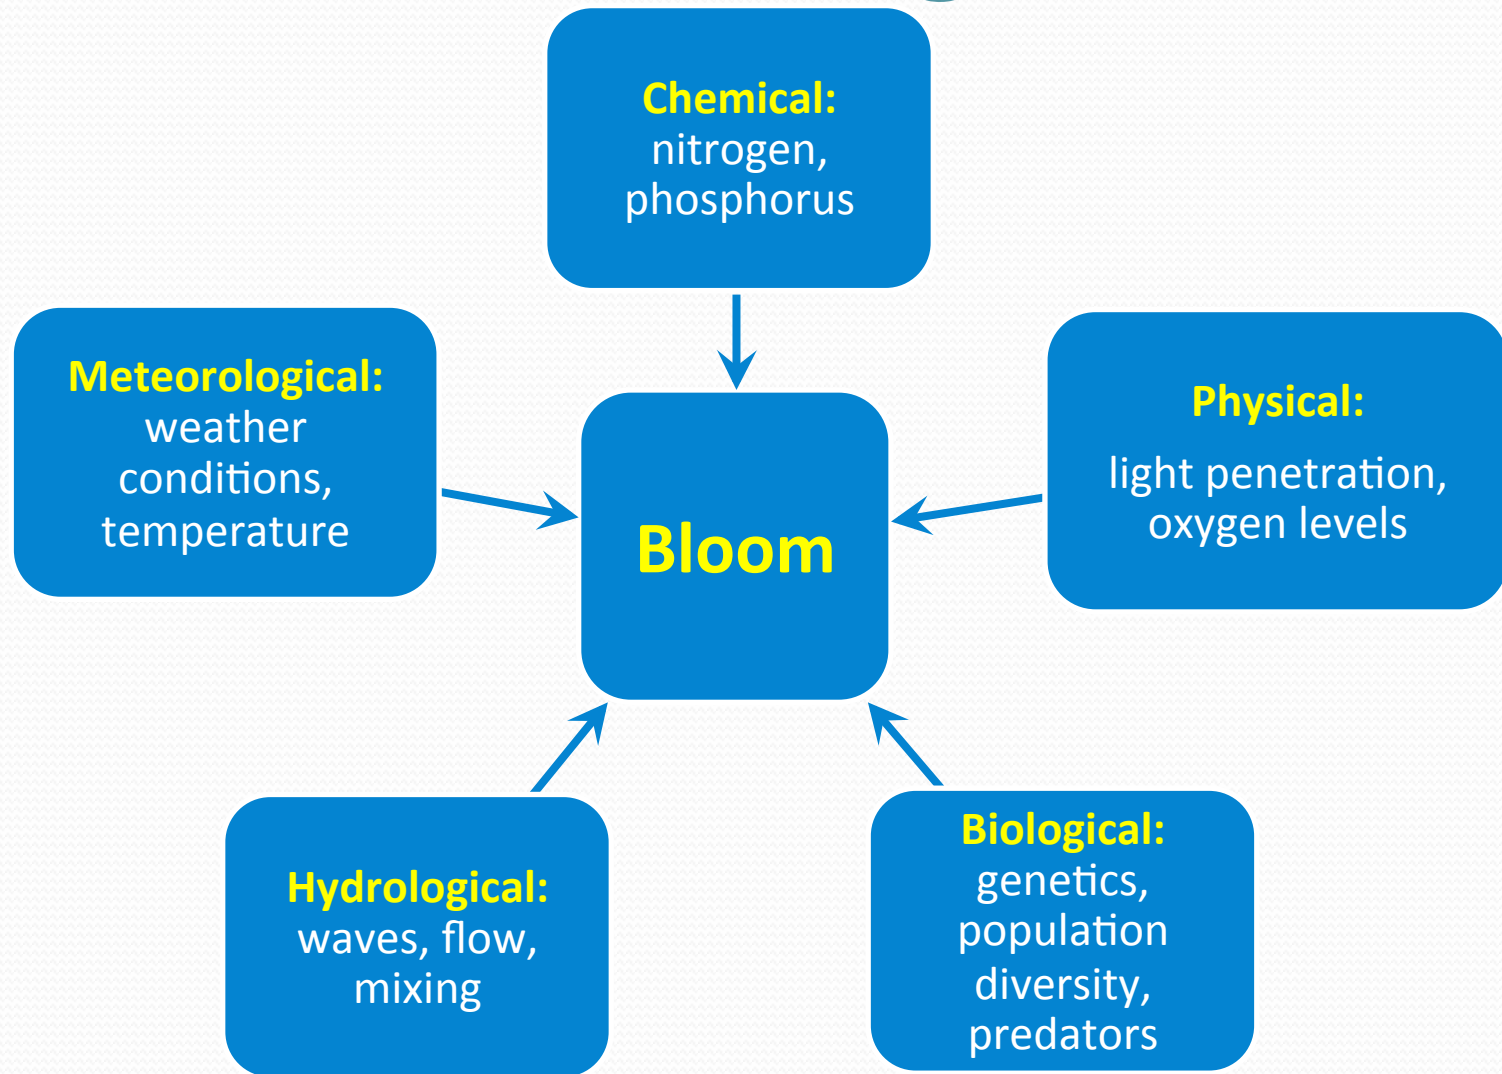 Chemical:
nitrogen,
phosphorus
Meteorological:
weather
conditions,
temperature
Physical:
light penetration,
oxygen levels
Bloom
Hydrological:
waves, flow,
mixing
Biological:
genetics,
population
diversity,
predators